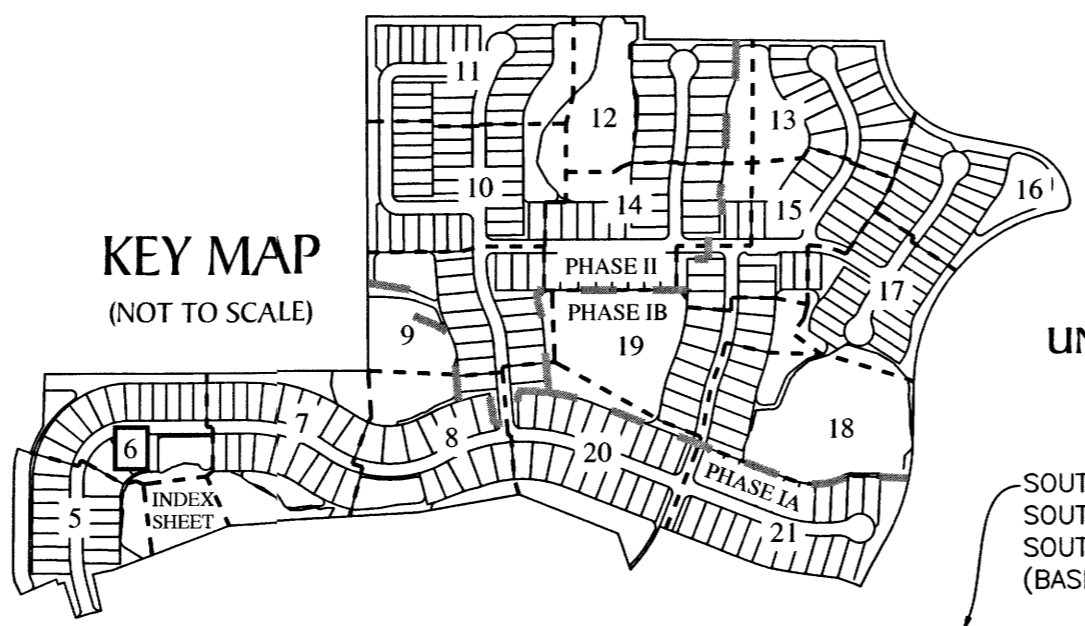 11
12
13
10
14
15
16
KEY MAP
(NOT TO SCALE)
PHASE II
17
9
PHASE IB
19
UN
18
7
8
6
20
PHASE IA
INDEX
SHEET
5
21
SOUT
SOUT
SOUT
(BASI